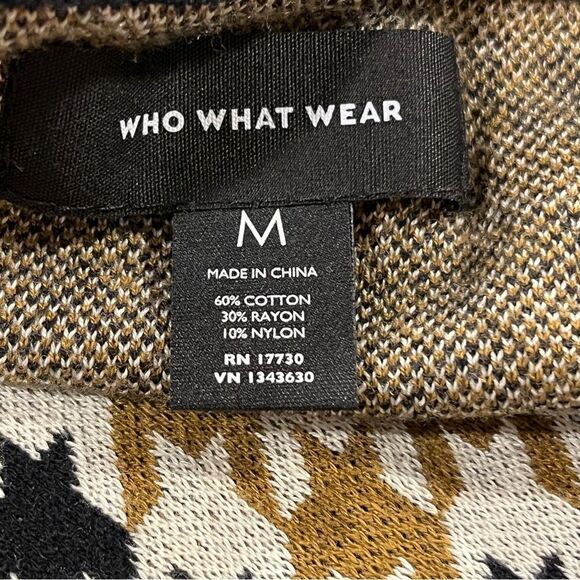 WHO WHAT WEAR
M
MADE IN CHINA
60% COTTON
30% RAYON
10% NYLON
RN 17730
VN 1343630